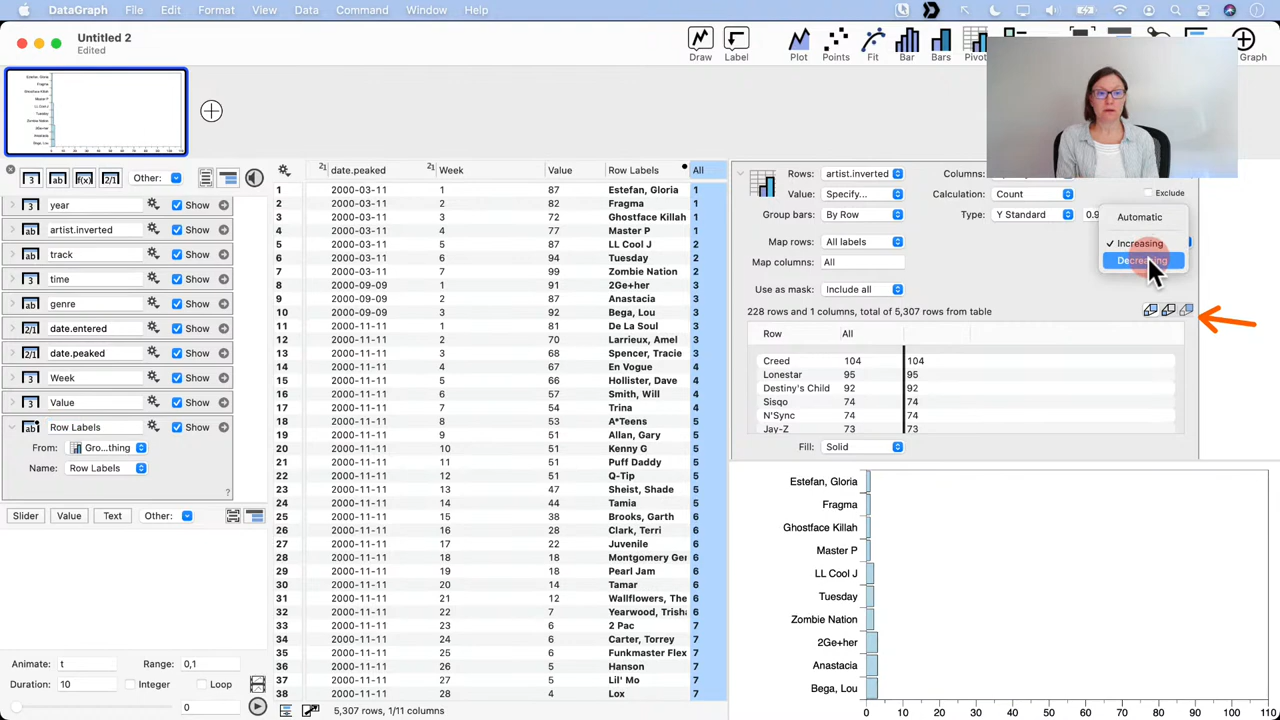 DataGraph File Edit Format View Data Command Window Help
Untitled 2
Edited
Draw Label Plot Points Fit Bar Bars Pivot Graph
Other:
year Show
artist.inverted Show
track Show
time Show
genre Show
date.entered Show
date.peaked Show
Week Show
Value Show
Row Labels Show
From: Gro...thing
Name: Row Labels
?
Slider Value Text Other:
Animate: t Range: 0,1
Duration: 10 Integer Loop
0
date.peaked Week Value Row Labels All
1 2000-03-11 1 87 Estefan, Gloria 1
2 2000-03-11 2 82 Fragma 1
3 2000-03-11 3 72 Ghostface Killah 1
4 2000-03-11 4 77 Master P 1
5 2000-03-11 5 87 LL Cool J 2
6 2000-03-11 6 94 Tuesday 2
7 2000-03-11 7 99 Zombie Nation 2
8 2000-09-09 1 91 2Ge+her 3
9 2000-09-09 2 87 Anastacia 3
10 2000-09-09 3 92 Bega, Lou 3
11 2000-11-11 1 81 De La Soul 3
12 2000-11-11 2 70 Larrieux, Amel 3
13 2000-11-11 3 68 Spencer, Tracie 3
14 2000-11-11 4 67 En Vogue 4
15 2000-11-11 5 66 Hollister, Dave 4
16 2000-11-11 6 57 Smith, Will 4
17 2000-11-11 7 54 Trina 4
18 2000-11-11 8 53 A*Teens 5
19 2000-11-11 9 51 Allan, Gary 5
20 2000-11-11 10 51 Kenny G 5
21 2000-11-11 11 51 Puff Daddy 5
22 2000-11-11 12 51 Q-Tip 5
23 2000-11-11 13 47 Sheist, Shade 5
24 2000-11-11 14 44 Tamia 5
25 2000-11-11 15 38 Brooks, Garth 6
26 2000-11-11 16 28 Clark, Terri 6
27 2000-11-11 17 22 Juvenile 6
28 2000-11-11 18 18 Montgomery Ger 6
29 2000-11-11 19 18 Pearl Jam 6
30 2000-11-11 20 14 Tamar 6
31 2000-11-11 21 12 Wallflowers, The 6
32 2000-11-11 22 7 Yearwood, Trisha 6
33 2000-11-11 23 6 2 Pac 7
34 2000-11-11 24 6 Carter, Torrey 7
35 2000-11-11 25 6 Funkmaster Flex 7
36 2000-11-11 26 5 Hanson 7
37 2000-11-11 27 5 Lil' Mo 7
38 2000-11-11 28 4 Lox 7
5,307 rows, 1/11 columns
Rows: artist.inverted Columns:
Value: Specify... Calculation: Count Exclude
Group bars: By Row Type: Y Standard
Automatic
✓ Increasing
Decreasing
Map rows: All labels
Map columns: All
Use as mask: Include all
228 rows and 1 columns, total of 5,307 rows from table
Row All
Creed 104 104
Lonestar 95 95
Destiny's Child 92 92
Sisqo 74 74
N'Sync 74 74
Jay-Z 73 73
Fill: Solid
Estefan, Gloria
Fragma
Ghostface Killah
Master P
LL Cool J
Tuesday
Zombie Nation
2Ge+her
Anastacia
Bega, Lou
0 10 20 30 40 50 60 70 80 90 100 110